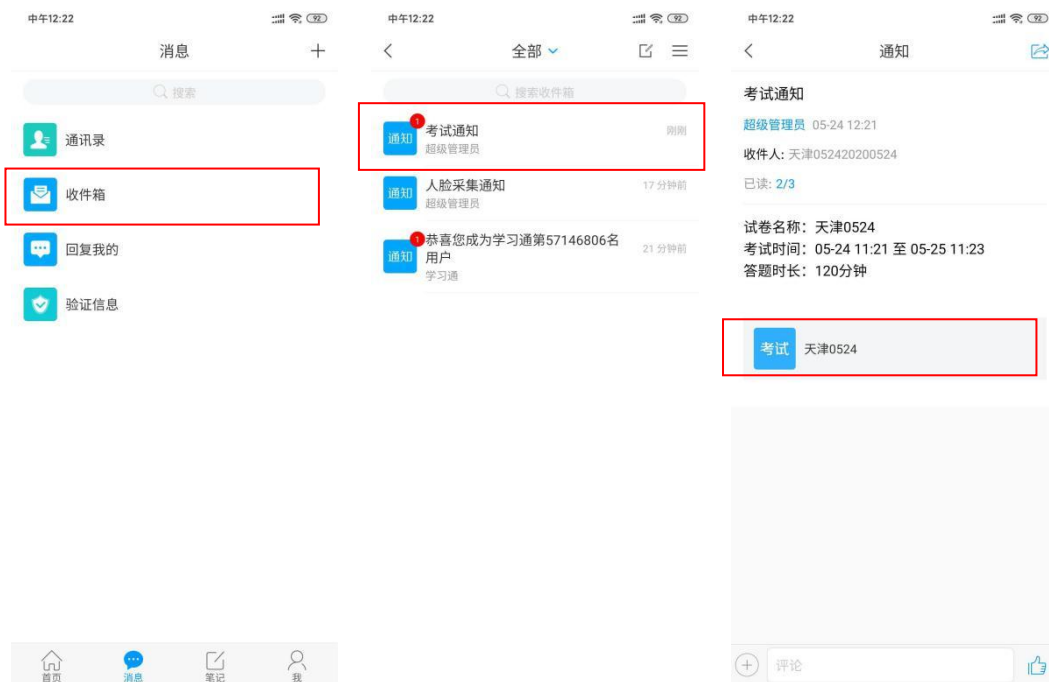 中午12:22
92
消息
搜索
通讯录
收件箱
回复我的
验证信息
首页
消息
笔记
我
中午12:22
92
全部
搜索收件箱
通知
1
考试通知
刚刚
超级管理员
通知
人脸采集通知
17 分钟前
超级管理员
通知
1
恭喜您成为学习通第57146806名
用户
21 分钟前
学习通
中午12:22
92
通知
考试通知
超级管理员 05-24 12:21
收件人: 天津052420200524
已读: 2/3
试卷名称：天津0524
考试时间：05-24 11:21 至 05-25 11:23
答题时长：120分钟
考试 天津0524
评论